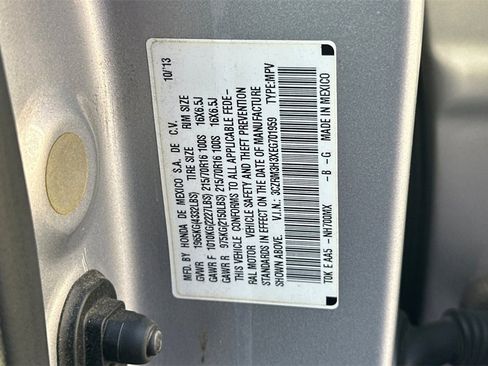 MFD. BY HONDA DE MEXICO S.A. DE C.V. 10/'13
TIRE SIZE RIM SIZE
GVWR 1965KG(4332LBS)
GAWR F 1010KG(2227LBS) 215/70R16 100S 16X6.5J
GAWR R 975KG(2150LBS) 215/70R16 100S 16X6.5J
THIS VEHICLE CONFORMS TO ALL APPLICABLE FEDE-
RAL MOTOR VEHICLE SAFETY AND THEFT PREVENTION
STANDARDS IN EFFECT ON THE DATE OF MANUFACTURE
SHOWN ABOVE. V.I.N.: 3CZRM3H3XEG701959 TYPE:MPV
T0K E AA5 -NH700MX -B -G MADE IN MEXICO